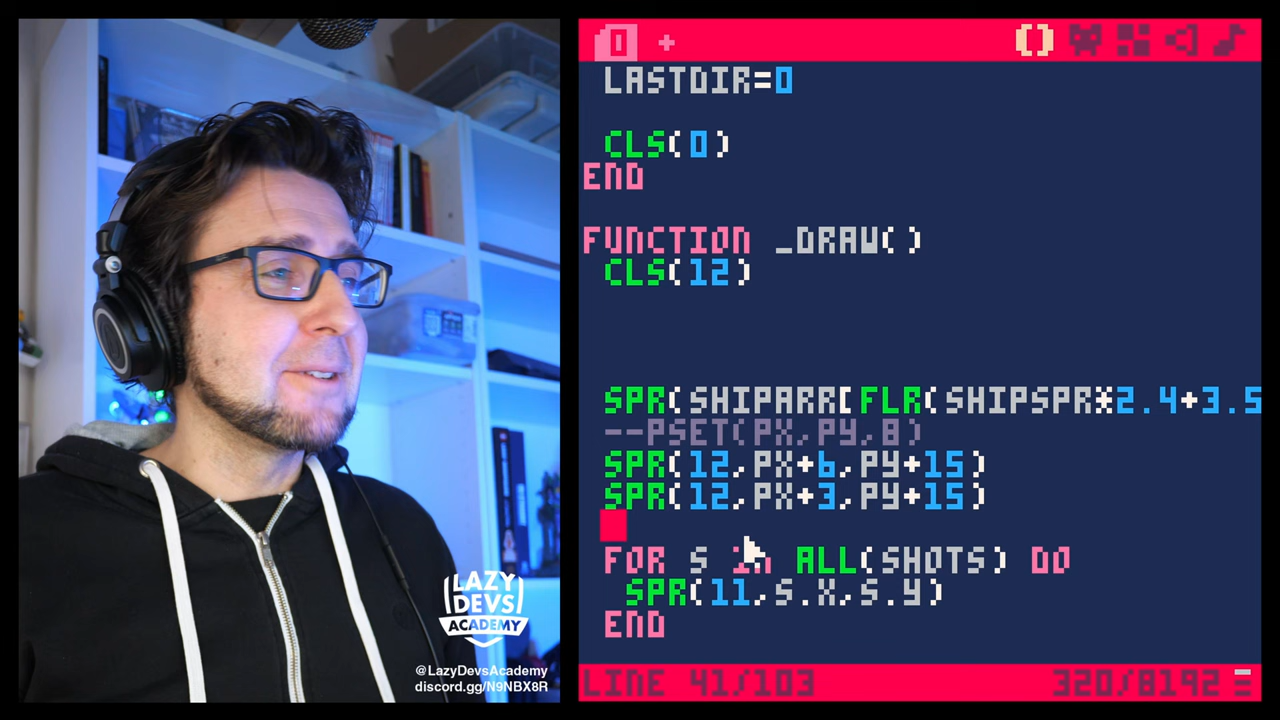 0 +
LASTDIR=0
CLS(0)
END
FUNCTION _DRAW()
CLS(12)
SPR(SHIPARR[FLR(SHIPSPR*2.4+3.5
--PSET(PX,PY,8)
SPR(12,PX+6,PY+15)
SPR(12,PX+3,PY+15)
FOR S IN ALL(SHOTS) DO
SPR(11,S.X,S.Y)
END
LINE 41/103 320/8192
LAZY
DEVS
ACADEMY
@LazyDevsAcademy
discord.gg/N9NBX8R